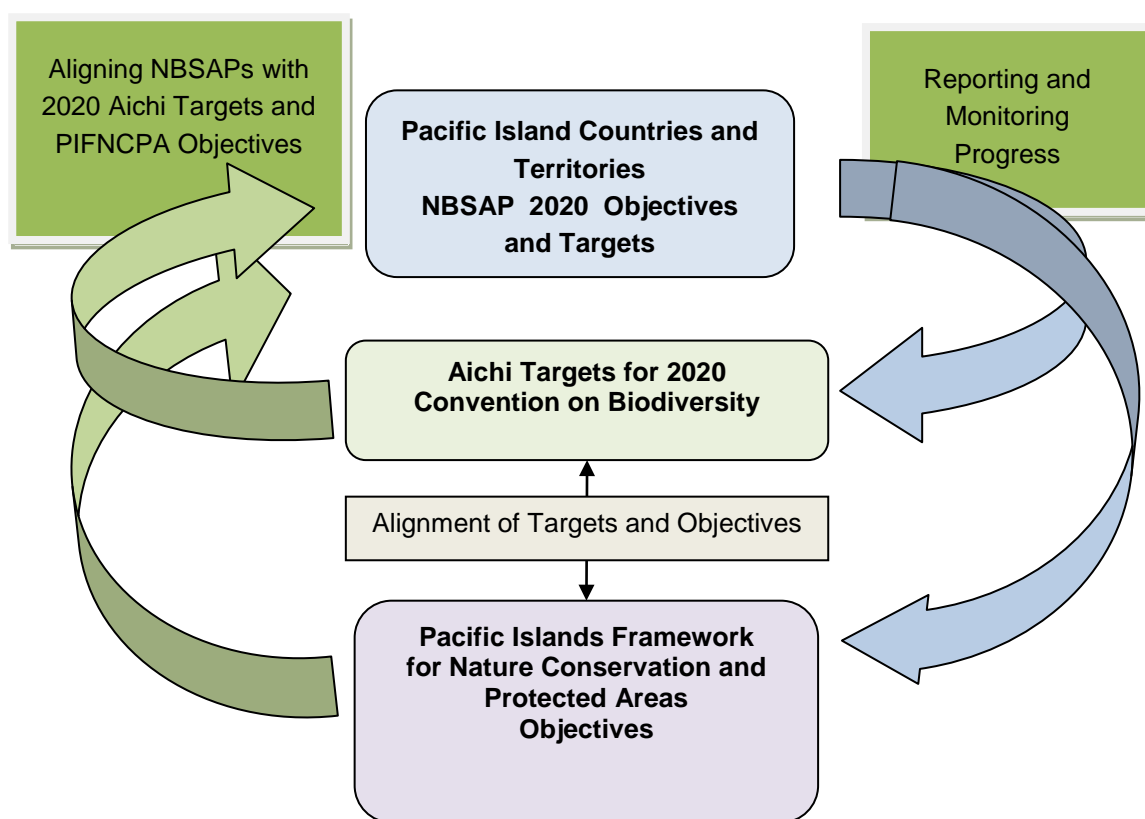 Aligning NBSAPs with
2020 Aichi Targets and
PIFNCPA Objectives
Pacific Island Countries and
Territories
NBSAP 2020 Objectives
and Targets
Reporting and
Monitoring
Progress
Aichi Targets for 2020
Convention on Biodiversity
Alignment of Targets and Objectives
Pacific Islands Framework
for Nature Conservation and
Protected Areas
Objectives